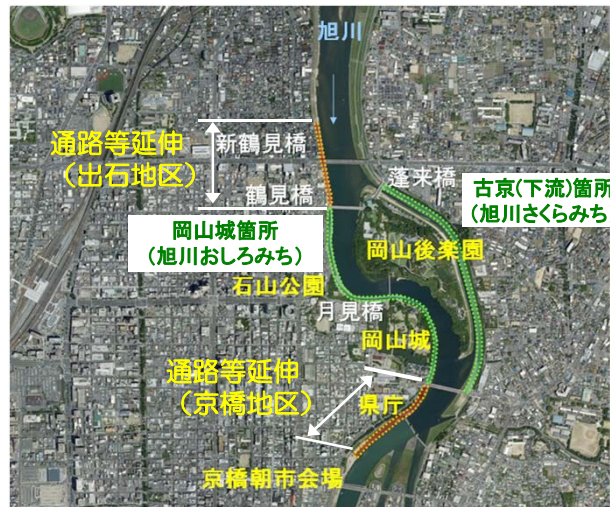 旭川
通路等延伸
（出石地区）
新鶴見橋
蓬来橋
鶴見橋
古京(下流)箇所
(旭川さくらみち
岡山城箇所
（旭川おしろみち）
岡山後楽園
石山公園
月見橋
岡山城
通路等延伸
（京橋地区）
県庁
京橋朝市会場